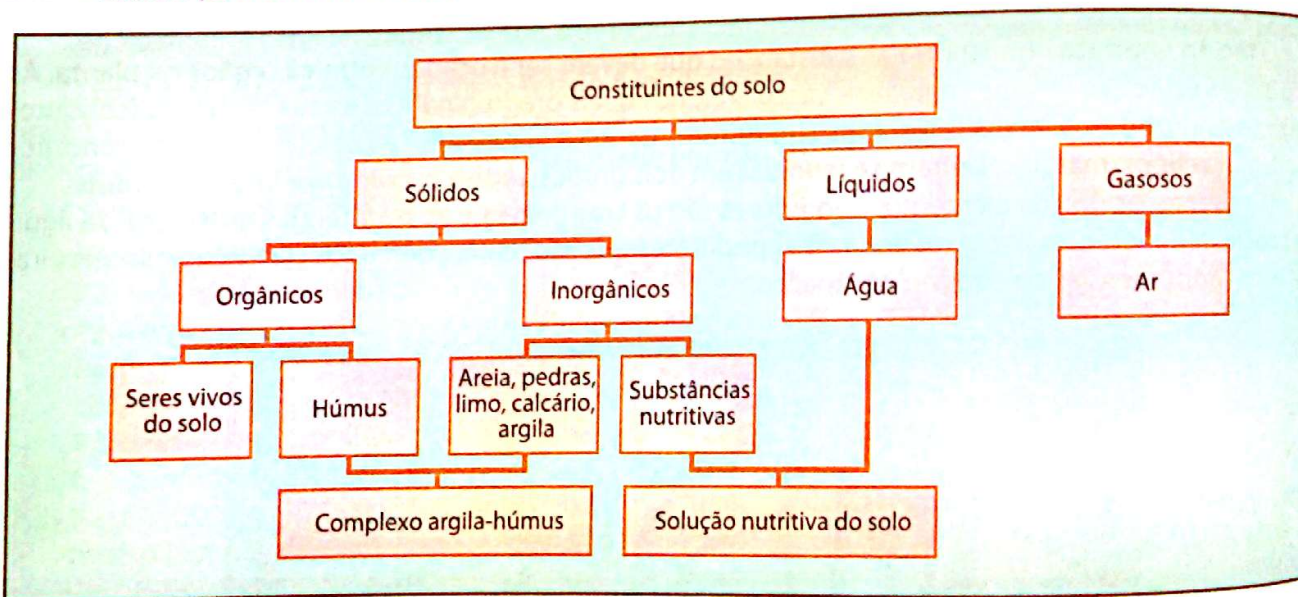 Constituintes do solo
Sólidos
Líquidos
Gasosos
Orgânicos
Inorgânicos
Água
Ar
Seres vivos
do solo
Húmus
Areia, pedras,
limo, calcário,
argila
Substâncias
nutritivas
Complexo argila-húmus
Solução nutritiva do solo